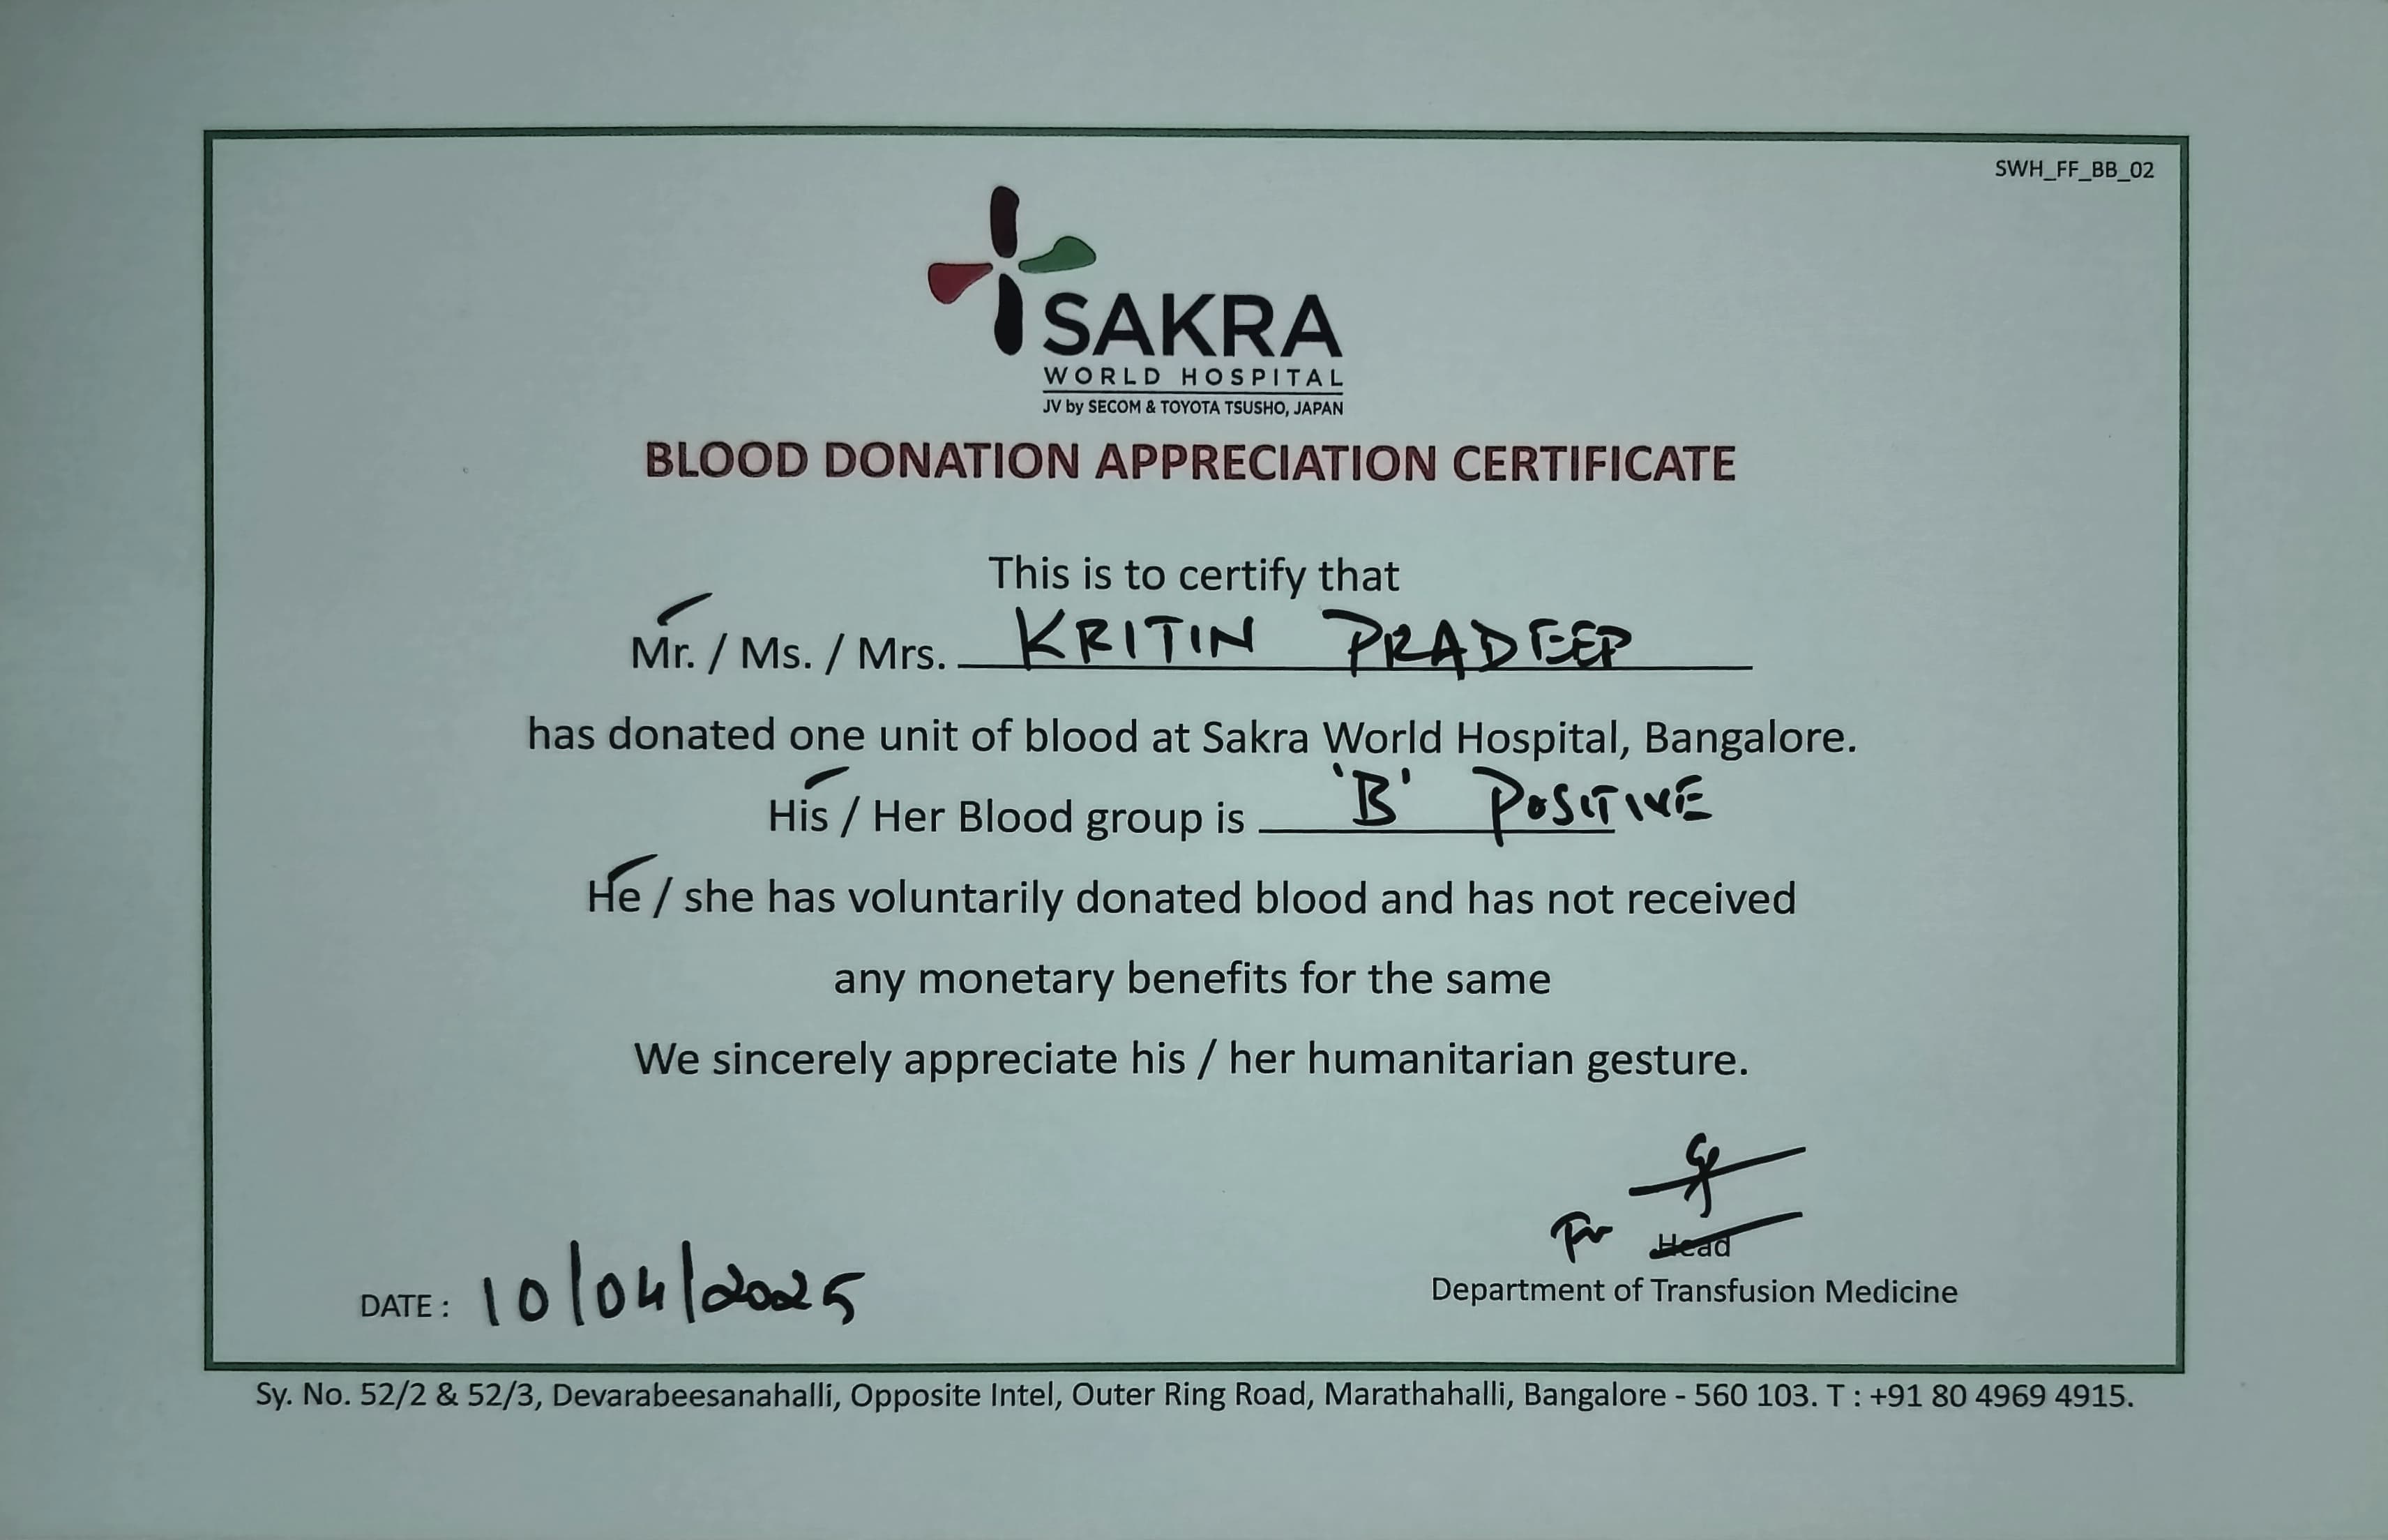 SWH_FF_BB_02
SAKRA
WORLD HOSPITAL
JV by SECOM & TOYOTA TSUSHO, JAPAN
BLOOD DONATION APPRECIATION CERTIFICATE
This is to certify that
Mr. / Ms. / Mrs. KRITIN PRADEEP
has donated one unit of blood at Sakra World Hospital, Bangalore.
His / Her Blood group is 'B' POSITIVE
He / she has voluntarily donated blood and has not received
any monetary benefits for the same
We sincerely appreciate his / her humanitarian gesture.
For Head
DATE : 10/04/2025
Department of Transfusion Medicine
Sy. No. 52/2 & 52/3, Devarabeesanahalli, Opposite Intel, Outer Ring Road, Marathahalli, Bangalore - 560 103. T : +91 80 4969 4915.